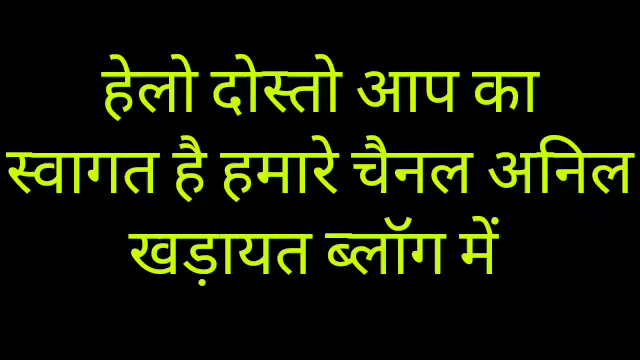 हेलो दोस्तो आप का
स्वागत है हमारे चैनल अनिल
खड़ायत ब्लॉग में